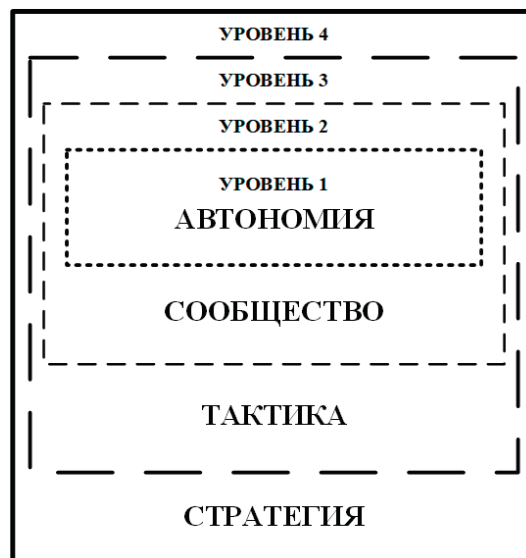 УРОВЕНЬ 4
УРОВЕНЬ 3
УРОВЕНЬ 2
УРОВЕНЬ 1
АВТОНОМИЯ
СООБЩЕСТВО
ТАКТИКА
СТРАТЕГИЯ